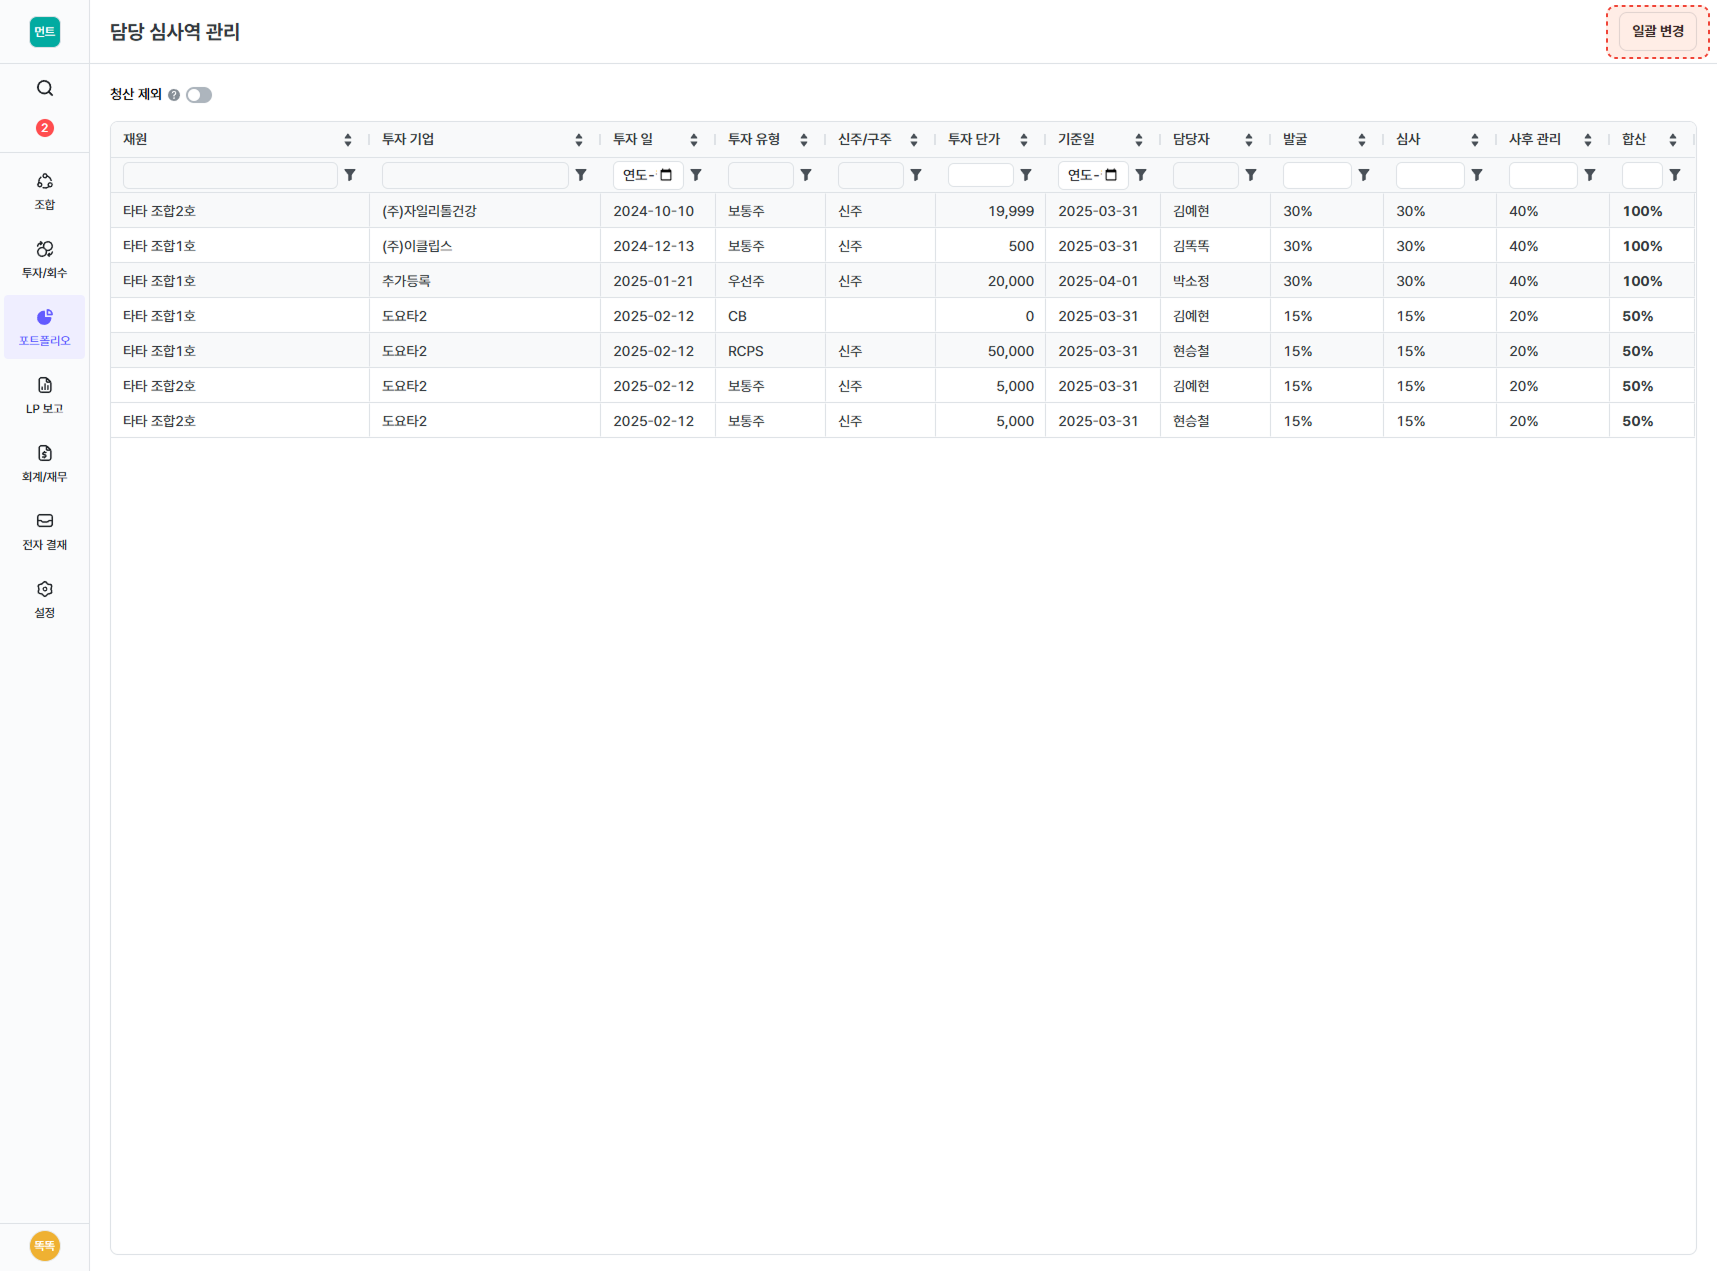 먼트
담당 심사역 관리
일괄 변경
2
조합
투자/회수
포트폴리오
LP 보고
회계/재무
전자 결재
설정
똑똑
청산 제외 ?
재원 투자 기업 투자 일 투자 유형 신주/구주 투자 단가 기준일 담당자 발굴 심사 사후 관리 합산
연도- 연도-
타타 조합2호 (주)자일리톨건강 2024-10-10 보통주 신주 19,999 2025-03-31 김예현 30% 30% 40% 100%
타타 조합1호 (주)이클립스 2024-12-13 보통주 신주 500 2025-03-31 김똑똑 30% 30% 40% 100%
타타 조합1호 추가등록 2025-01-21 우선주 신주 20,000 2025-04-01 박소정 30% 30% 40% 100%
타타 조합1호 도요타2 2025-02-12 CB 0 2025-03-31 김예현 15% 15% 20% 50%
타타 조합1호 도요타2 2025-02-12 RCPS 신주 50,000 2025-03-31 현승철 15% 15% 20% 50%
타타 조합2호 도요타2 2025-02-12 보통주 신주 5,000 2025-03-31 김예현 15% 15% 20% 50%
타타 조합2호 도요타2 2025-02-12 보통주 신주 5,000 2025-03-31 현승철 15% 15% 20% 50%